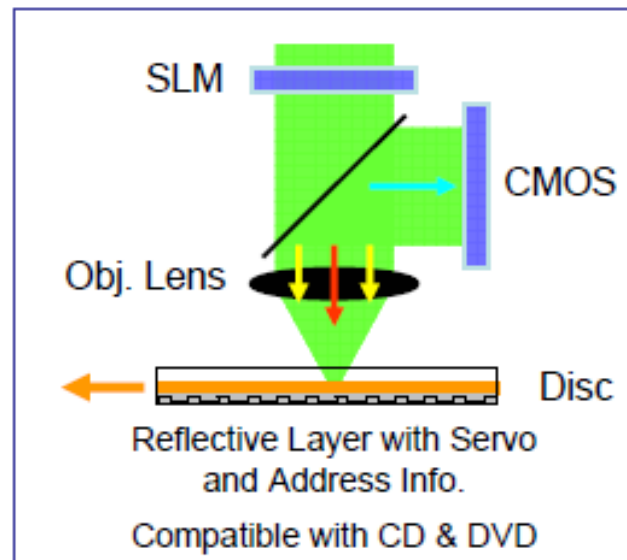 SLM
CMOS
Obj. Lens
Disc
Reflective Layer with Servo
and Address Info.
Compatible with CD & DVD